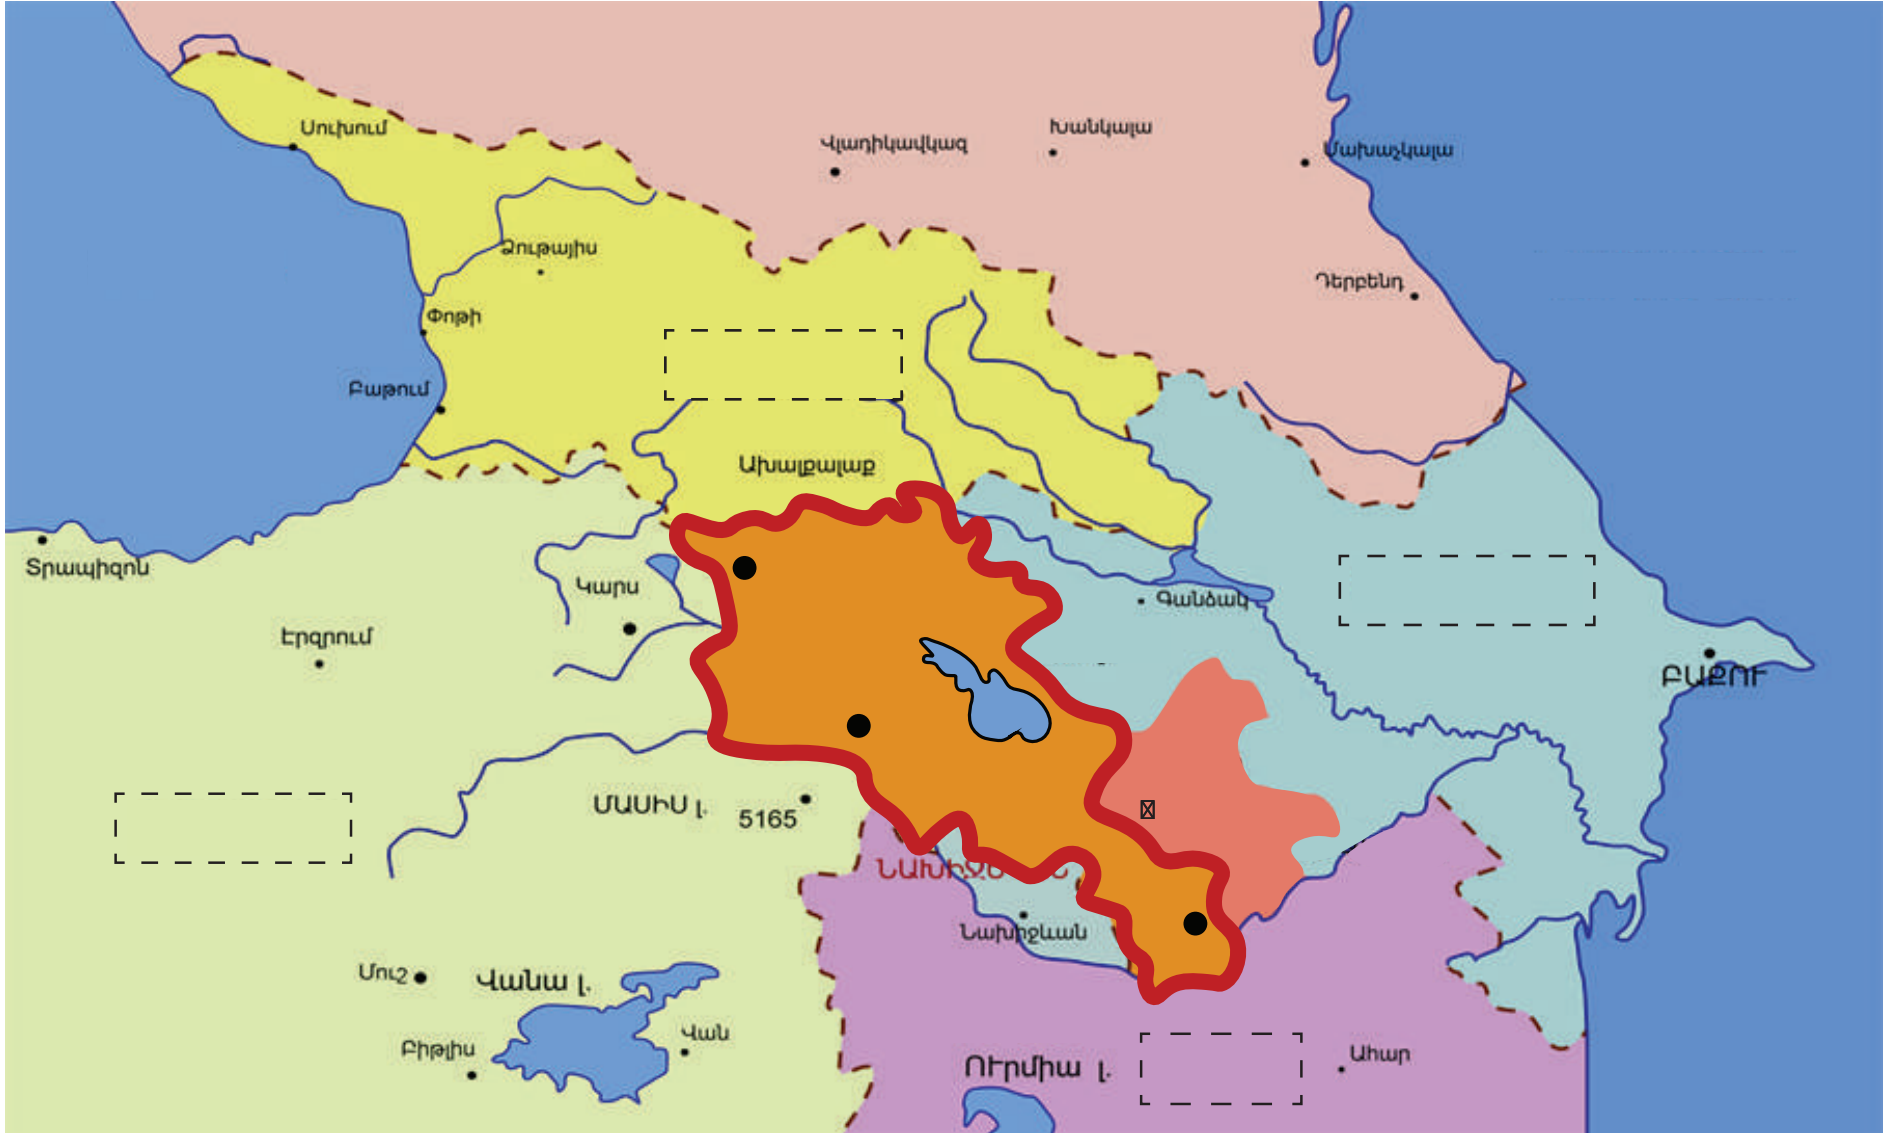 Սուխում
Վլադիկավկազ
Խանկալա
Մախաչկալա
Ձութայիս
Դերբենդ
Փոթի
Բաթում
Ախալքալաք
Տրապիզոն
Կարս
Գանձակ
Էրզրում
ԲԱՔՈՒ
ՄԱՍԻՍ լ.
5165
Նախիջևան
Մուշ
Վանա լ.
Վան
Բիթլիս
ՈՒրմիա լ.
Ահար